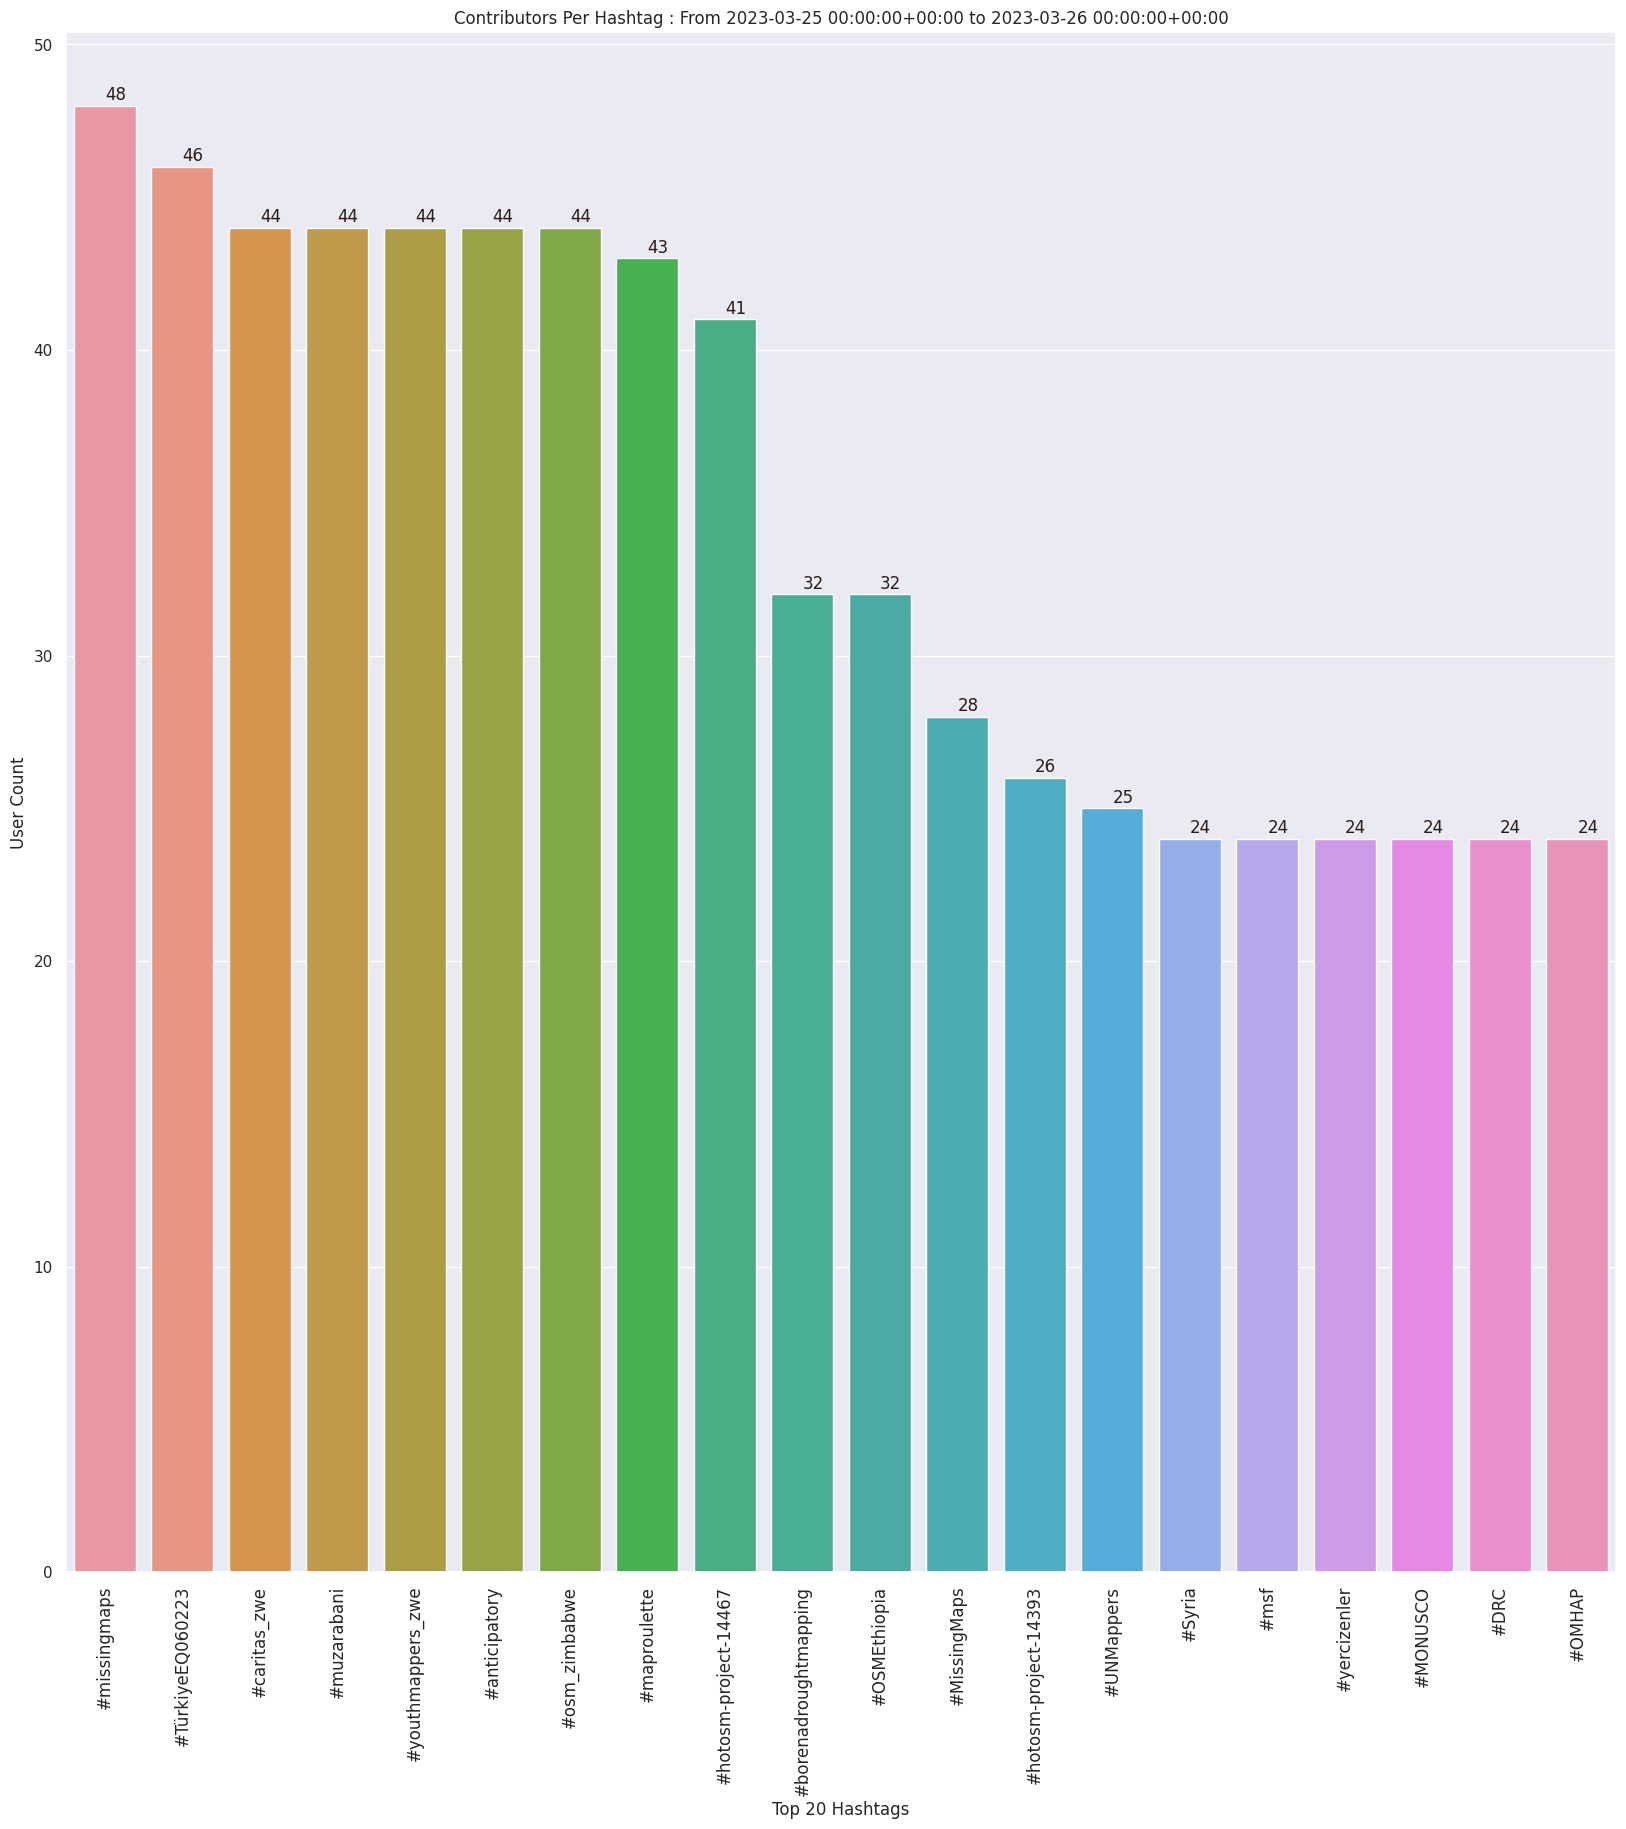 Contributors Per Hashtag : From 2023-03-25 00:00:00+00:00 to 2023-03-26 00:00:00+00:00
50
40
30
20
10
0
User Count
48
46
44
44
44
44
44
43
41
32
32
28
26
25
24
24
24
24
24
24
#missingmaps
#TürkiyeEQ060223
#caritas_zwe
#muzarabani
#youthmappers_zwe
#anticipatory
#osm_zimbabwe
#maproulette
#hotosm-project-14467
#borenadroughtmapping
#OSMEthiopia
#MissingMaps
#hotosm-project-14393
#UNMappers
#Syria
#msf
#yercizenler
#MONUSCO
#DRC
#OMHAP
Top 20 Hashtags